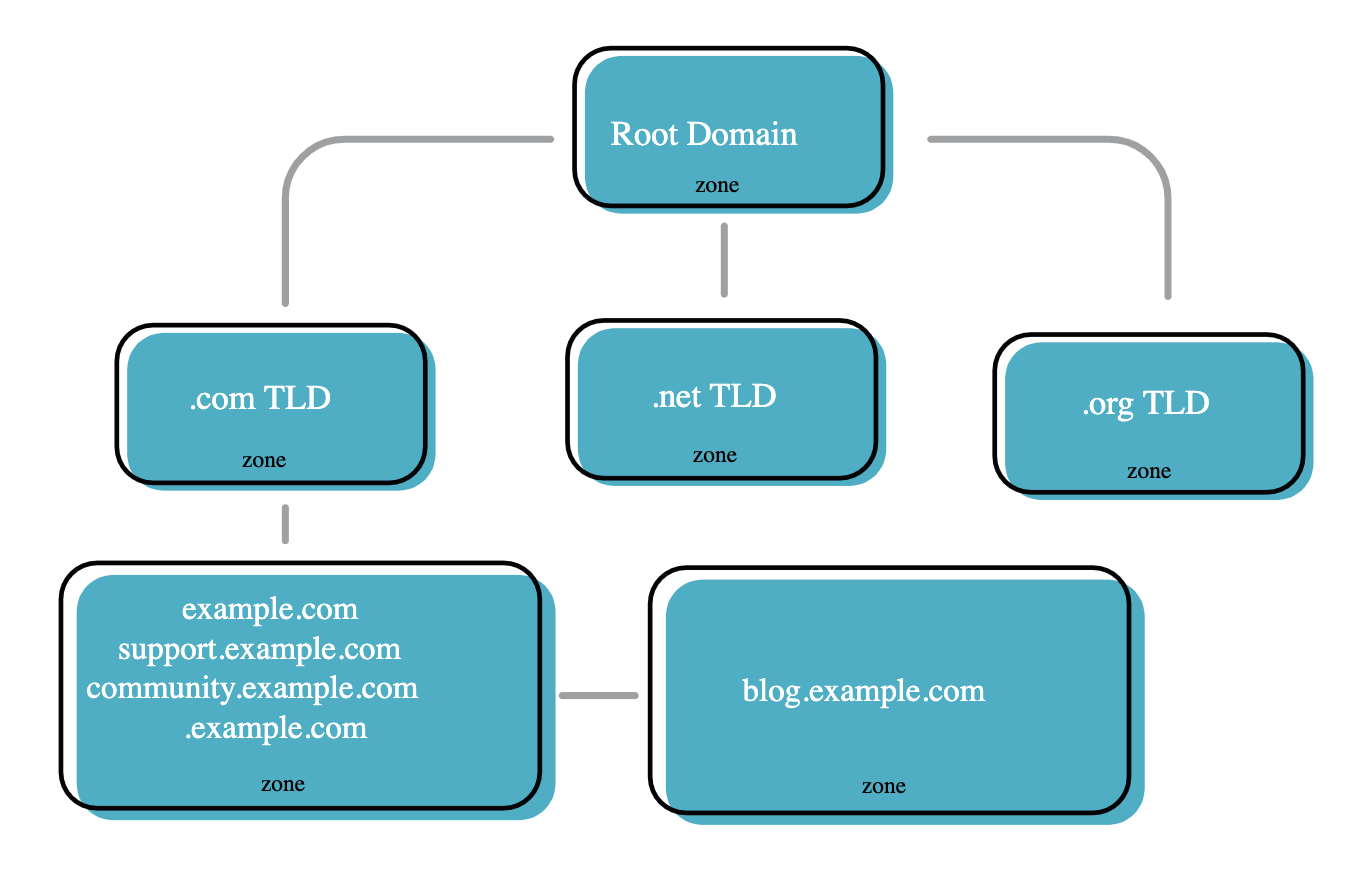 Root Domain
zone
.com TLD
zone
.net TLD
zone
.org TLD
zone
example.com
support.example.com
community.example.com
.example.com
zone
blog.example.com
zone